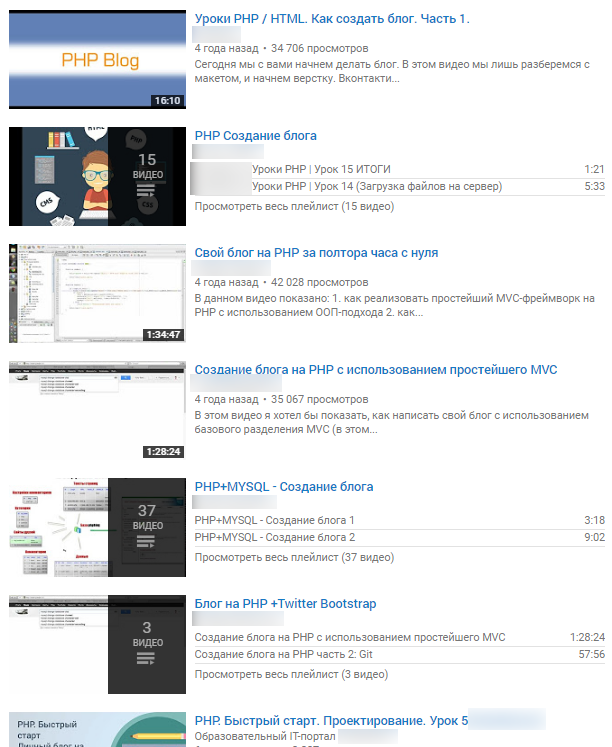 Уроки PHP / HTML. Как создать блог. Часть 1.
4 года назад • 34 706 просмотров
Сегодня мы с вами начнем делать блог. В этом видео мы лишь разберемся с
макетом, и начнем верстку. Вконтакти...
PHP Blog
16:10
PHP Создание блога
Уроки PHP | Урок 15 ИТОГИ 1:21
Уроки PHP | Урок 14 (Загрузка файлов на сервер) 5:33
Просмотреть весь плейлист (15 видео)
HTML
PHP
CMS
CSS
15
ВИДЕО
Свой блог на PHP за полтора часа с нуля
4 года назад • 42 028 просмотров
В данном видео показано: 1. как реализовать простейший MVC-фреймворк на
PHP с использованием ООП-подхода 2. как...
1:34:47
Создание блога на PHP с использованием простейшего MVC
4 года назад • 35 067 просмотров
В этом видео я хотел бы показать, как написать свой блог с использованием
базового разделения MVC (в этом...
1:28:24
PHP+MYSQL - Создание блога
PHP+MYSQL - Создание блога 1 3:18
PHP+MYSQL - Создание блога 2 9:02
Просмотреть весь плейлист (37 видео)
37
ВИДЕО
Блог на PHP +Twitter Bootstrap
Создание блога на PHP с использованием простейшего MVC 1:28:24
Создание блога на PHP часть 2: Git 57:56
Просмотреть весь плейлист (3 видео)
3
ВИДЕО
PHP. Быстрый старт. Проектирование. Урок 5
Образовательный IT-портал
PHP. Быстрый
старт